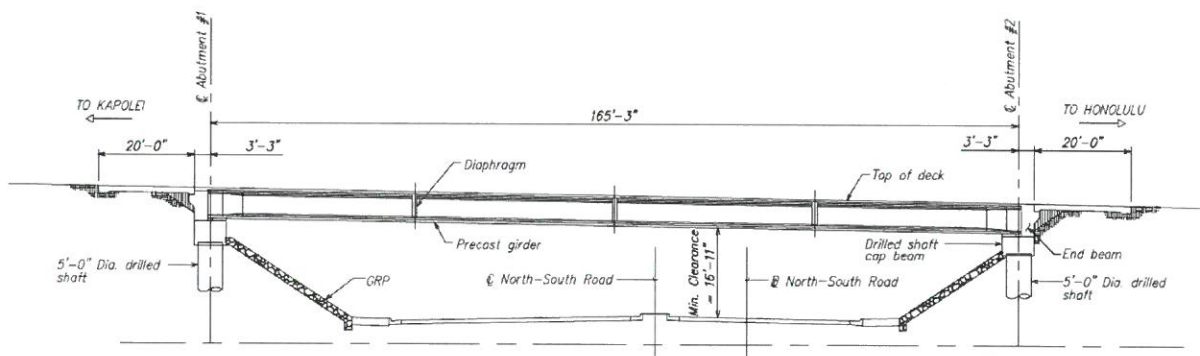 ℄ Abutment #1
℄ Abutment #2
TO KAPOLEI
165'-3"
TO HONOLULU
20'-0"
3'-3"
3'-3"
20'-0"
Diaphragm
Top of deck
Precast girder
5'-0" Dia. drilled
shaft
GRP
℄ North-South Road
Min. Clearance
= 16'-11"
Drilled shaft
cap beam
End beam
North-South Road
5'-0" Dia. drilled
shaft